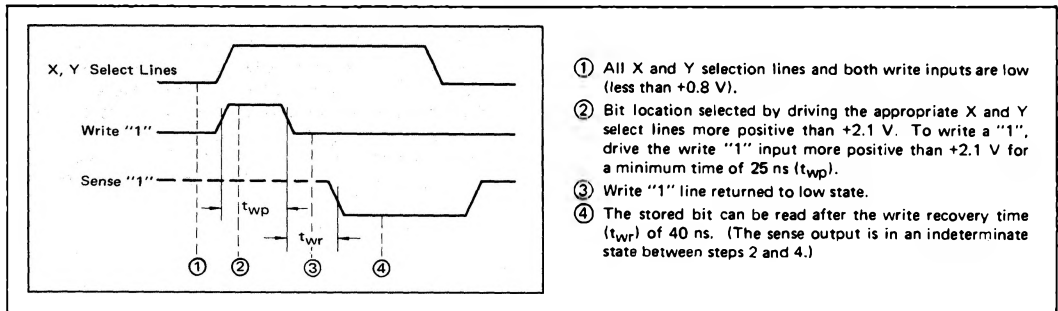 X, Y Select Lines
Write "1"
Sense "1"
twp
twr
① ② ③ ④
① All X and Y selection lines and both write inputs are low
(less than +0.8 V).
② Bit location selected by driving the appropriate X and Y
select lines more positive than +2.1 V. To write a "1",
drive the write "1" input more positive than +2.1 V for
a minimum time of 25 ns (twp).
③ Write "1" line returned to low state.
④ The stored bit can be read after the write recovery time
(twr) of 40 ns. (The sense output is in an indeterminate
state between steps 2 and 4.)